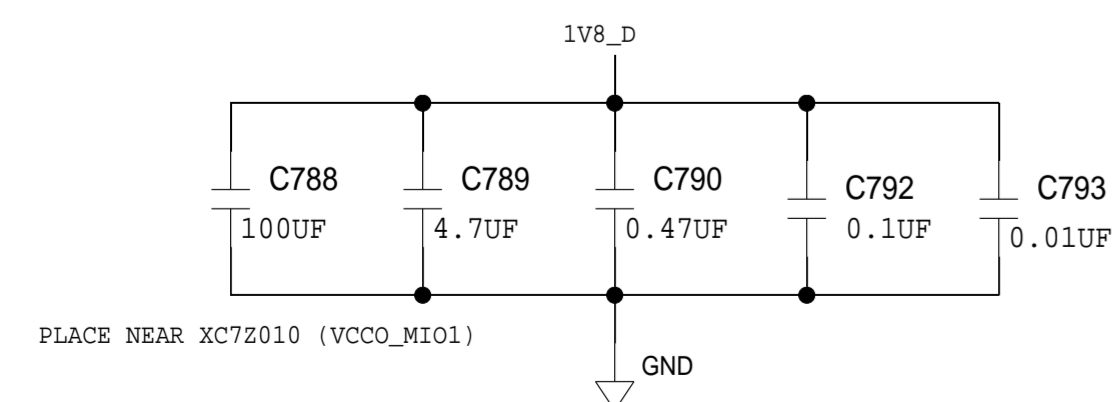 1V8_D
C788
100UF
C789
4.7UF
C790
0.47UF
C792
0.1UF
C793
0.01UF
PLACE NEAR XC7Z010 (VCCO_MIO1)
GND